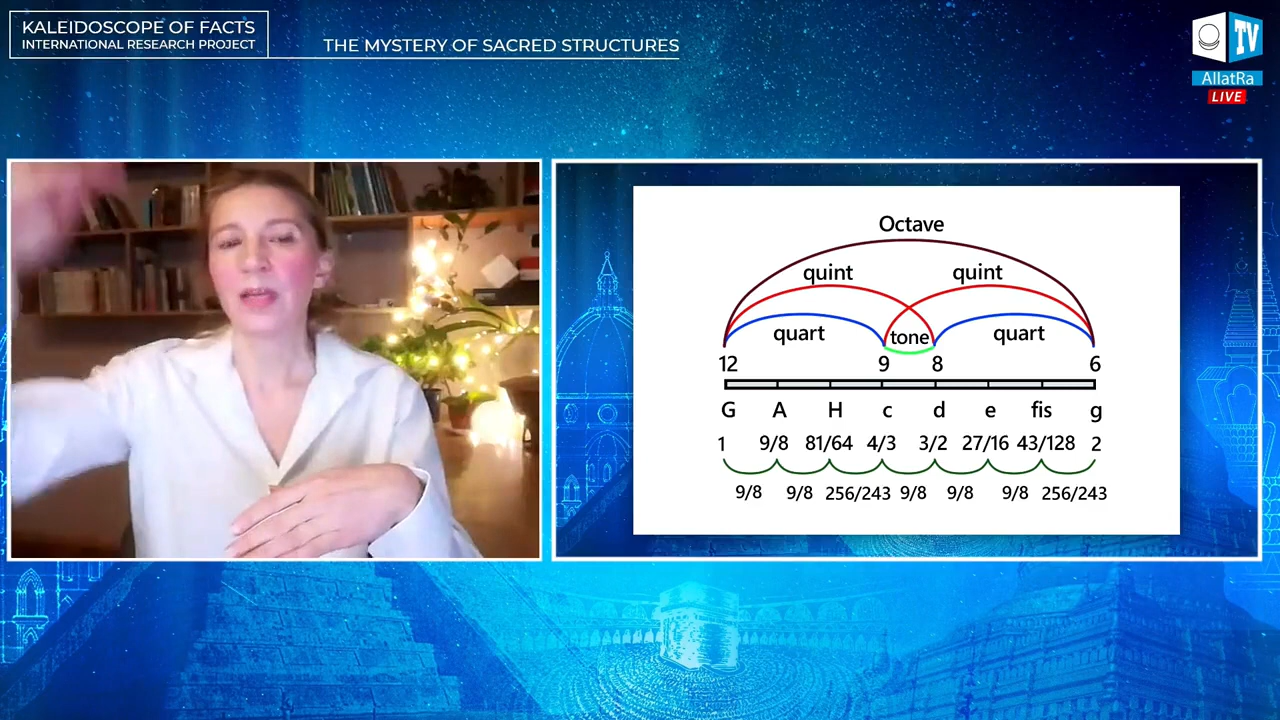 KALEIDOSCOPE OF FACTS
INTERNATIONAL RESEARCH PROJECT
THE MYSTERY OF SACRED STRUCTURES
TV
AllatRa
LIVE
Octave
quint quint
quart tone quart
12 9 8 6
G A H c d e fis g
1 9/8 81/64 4/3 3/2 27/16 43/128 2
9/8 9/8 256/243 9/8 9/8 9/8 256/243